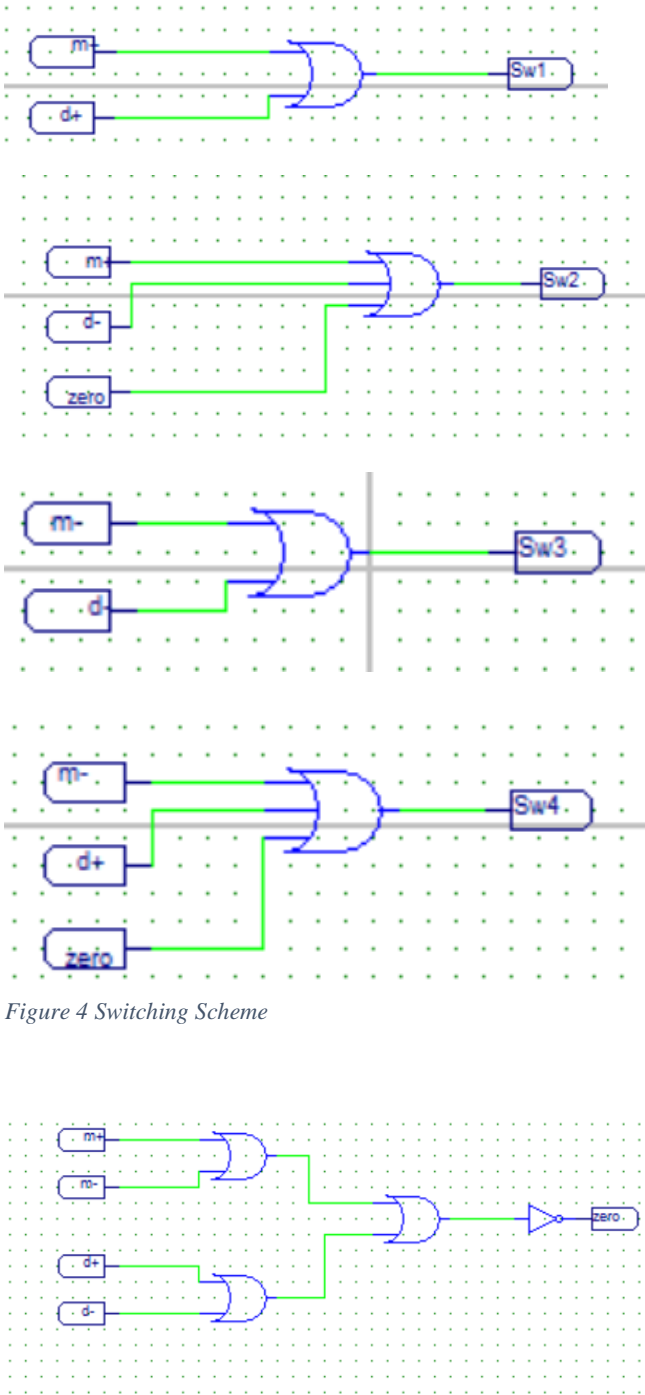 m+
Sw1
d+
m+
Sw2
d-
zero
m-
Sw3
d-
m-
Sw4
d+
zero
Figure 4 Switching Scheme
m+
m-
zero
d+
d-